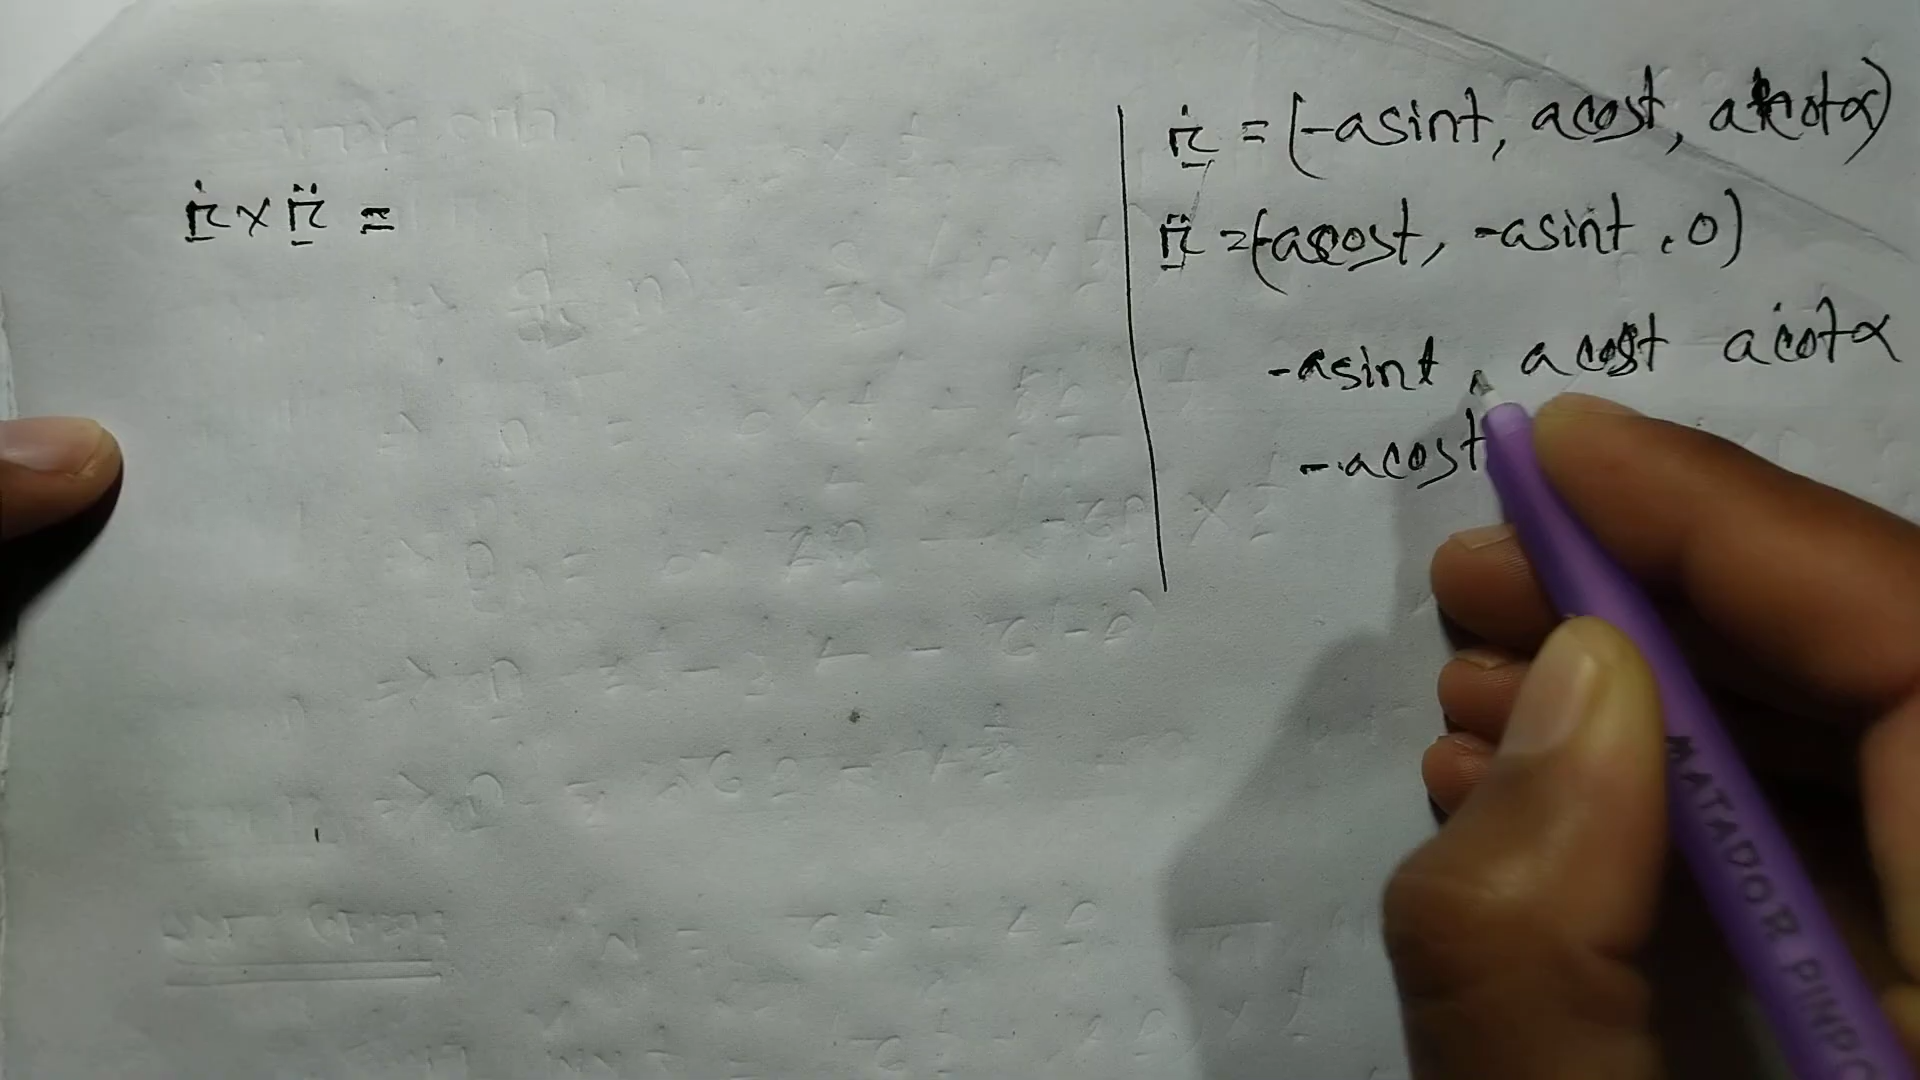 ṙ = (-asint, acost, acotα)
ṙ×r̈ =
r̈ =(-acost, -asint, 0)
-asint, acost acotα
-acost
MATADOR PINPO